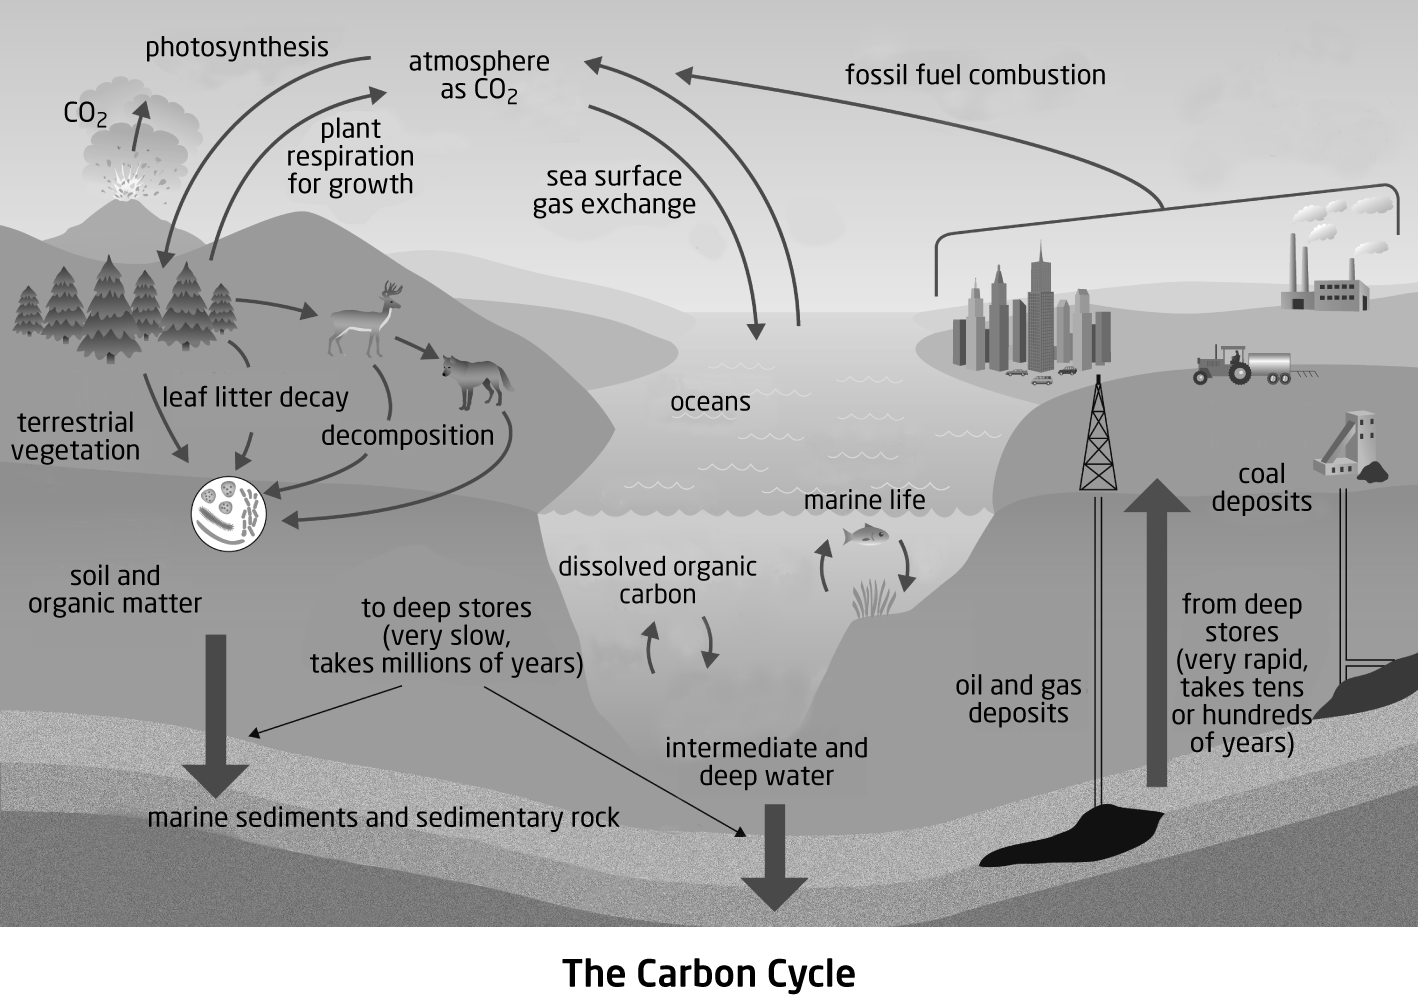 photosynthesis
atmosphere
as CO₂
fossil fuel combustion
CO₂
plant
respiration
for growth
sea surface
gas exchange
leaf litter decay
terrestrial
vegetation
decomposition
oceans
marine life
coal
deposits
soil and
organic matter
dissolved organic
carbon
to deep stores
(very slow,
takes millions of years)
from deep
stores
(very rapid,
takes tens
or hundreds
of years)
oil and gas
deposits
intermediate and
deep water
marine sediments and sedimentary rock
The Carbon Cycle